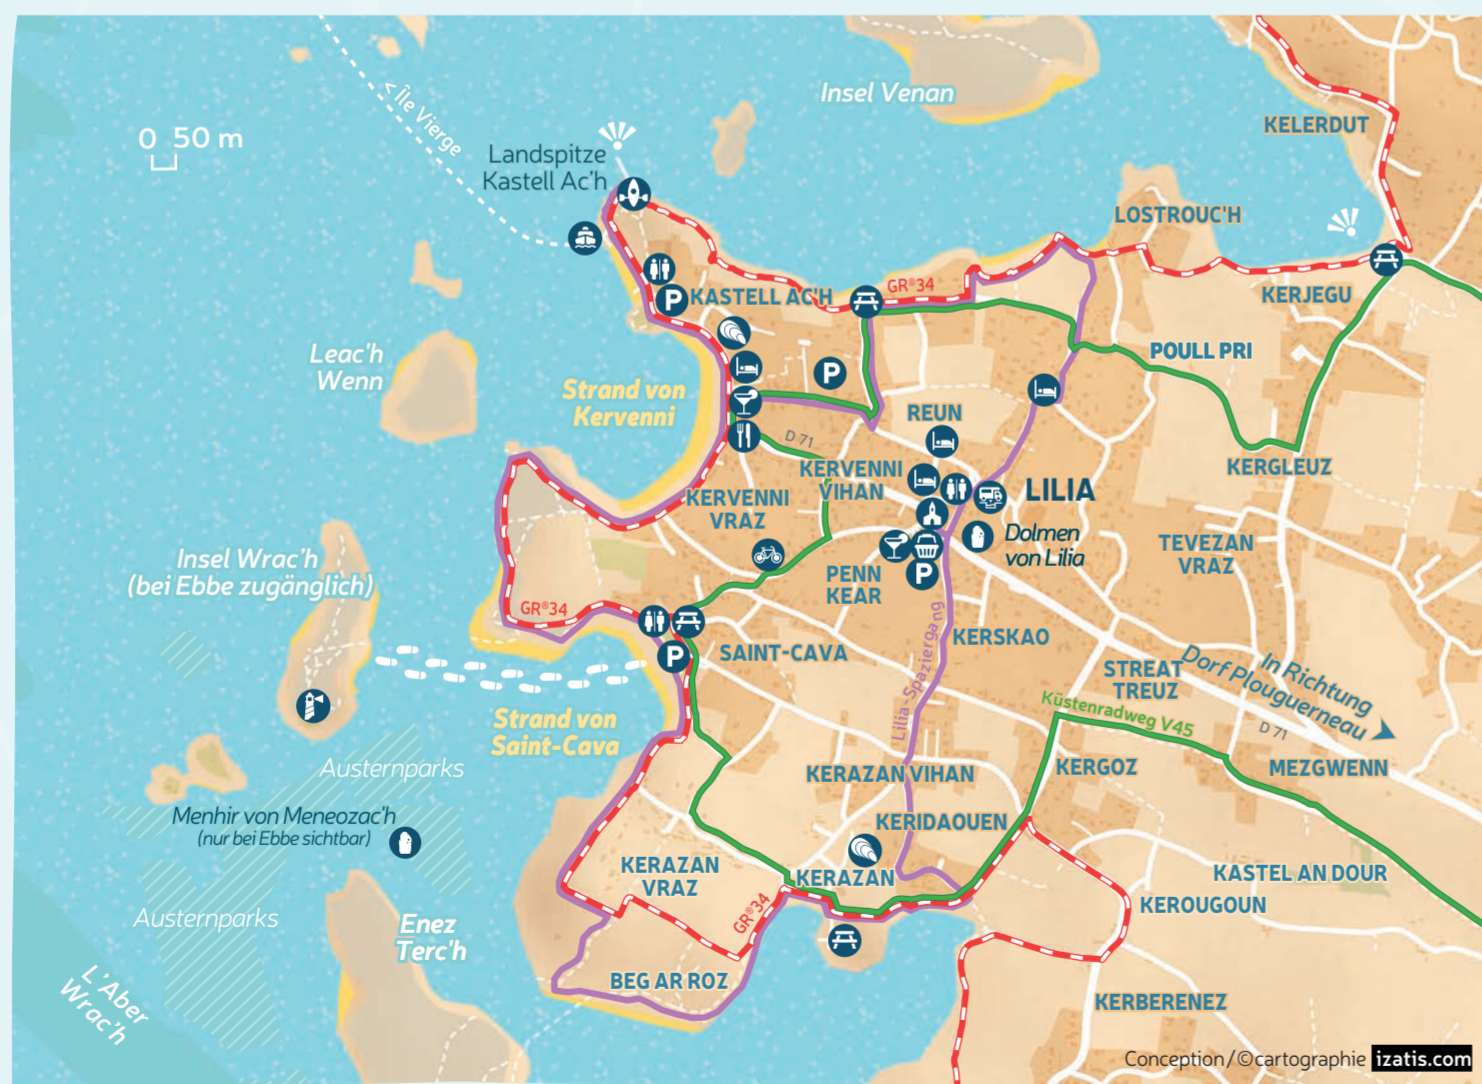 < Île Vierge
Insel Venan
0 50 m
KELERDUT
Landspitze
Kastell Ac'h
LOSTROUC'H
GR®34
P KASTELL AC'H
KERJEGU
Leac'h
Wenn
POULL PRI
Strand von
Kervenni
P
REUN
D 71
KERVENNI
VIHAN
KERGLEUZ
LILIA
KERVENNI
VRAZ
Dolmen
von Lilia
TEVEZAN
VRAZ
Insel Wrac'h
(bei Ebbe zugänglich)
PENN
KEAR
P
GR®34
KERSKAO
SAINT-CAVA
P
Lilia-Spaziergang
STREAT
TREUZ
In Richtung
Dorf Plouguerneau
Küstenradweg V45
Strand von
Saint-Cava
D 71
Austernparks
KERAZAN VIHAN
KERGOZ
MEZGWENN
Menhir von Meneozac'h
(nur bei Ebbe sichtbar)
KERIDAOUEN
KERAZAN
VRAZ
KERAZAN
KASTEL AN DOUR
KEROUGOUN
GR®34
Austernparks
Enez
Terc'h
BEG AR ROZ
L'Aber
Wrac'h
KERBERENEZ
Conception/©cartographie izatis.com